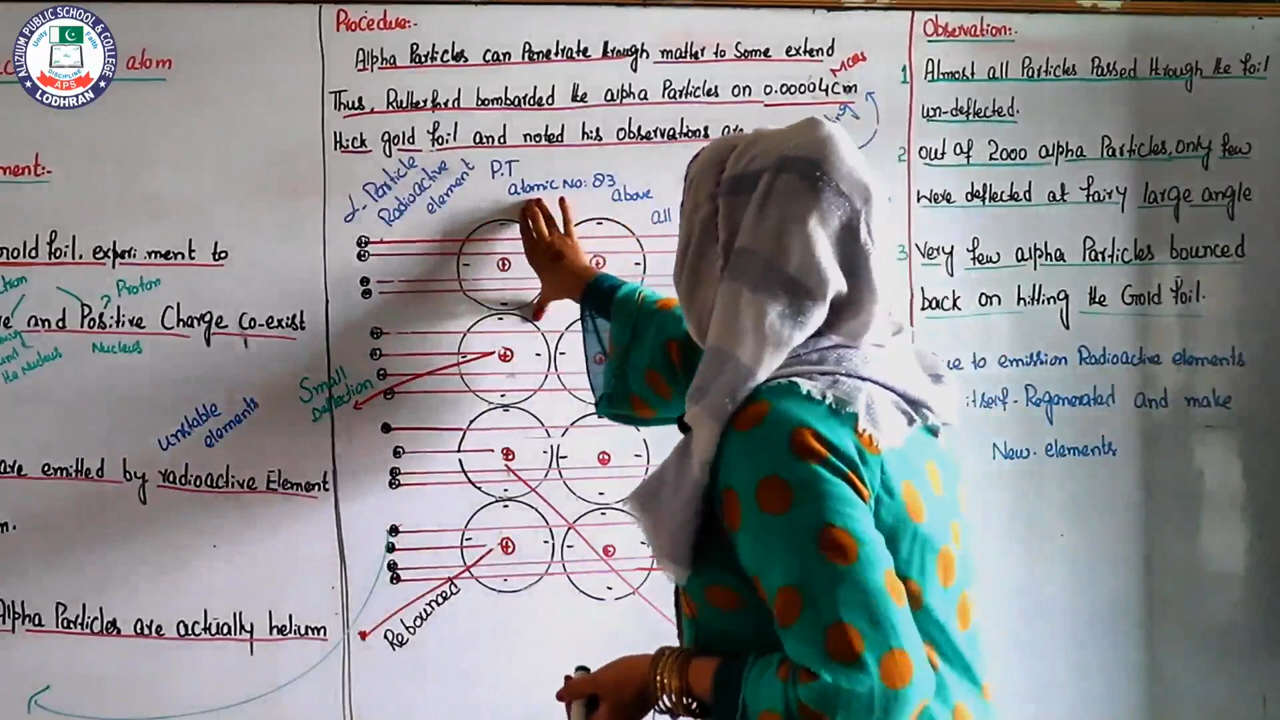 ALIZIUM PUBLIC SCHOOL & COLLEGE
Unity
Faith
DISCIPLINE
APS
LODHRAN
atom
ment:-
gold foil. experi.ment to
Proton
?
and Positive Charge co-exist
Nucleus
the Nucleus
unstable
elements
are emitted by radioactive Element
Alpha Particles are actually helium
Procedure:-
Alpha Particles can Penetrate through matter to Some extend
Mass
Thus, Rutherford bombarded the alpha Particles on 0.00004cm
thick gold foil and noted his observations are
α-Particle
Radioactive
element
P.T
atomic No: 83
above
all
Small
Deflection
Rebounced
Observation:-
1 Almost all Particles Passed through the foil
un-deflected.
2 out of 2000 alpha Particles, only few
were deflected at fairy large angle
3 Very few alpha Particles bounced
back on hitting the Gold foil.
to emission Radioactive elements
itself-Regenerated and make
New elements